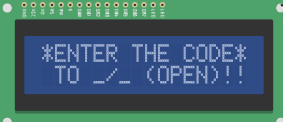 *ENTER THE CODE*
TO _/_ (OPEN)!!